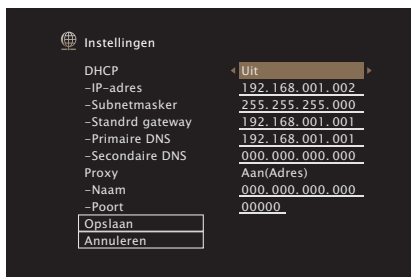 Instellingen
DHCP Uit
-IP-adres 192.168.001.002
-Subnetmasker 255.255.255.000
-Standrd gateway 192.168.001.001
-Primaire DNS 192.168.001.001
-Secondaire DNS 000.000.000.000
Proxy Aan(Adres)
-Naam 000.000.000.000
-Poort 00000
Opslaan
Annuleren